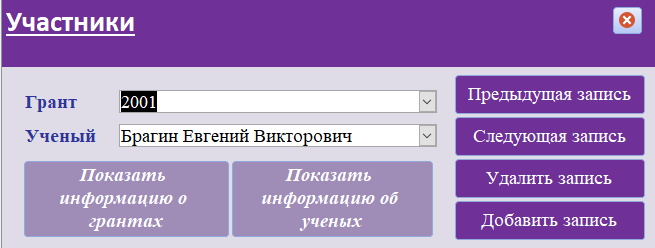 Участники
Грант 2001
Ученый Брагин Евгений Викторович
Показать
информацию о
грантах
Показать
информацию об
ученых
Предыдущая запись
Следующая запись
Удалить запись
Добавить запись